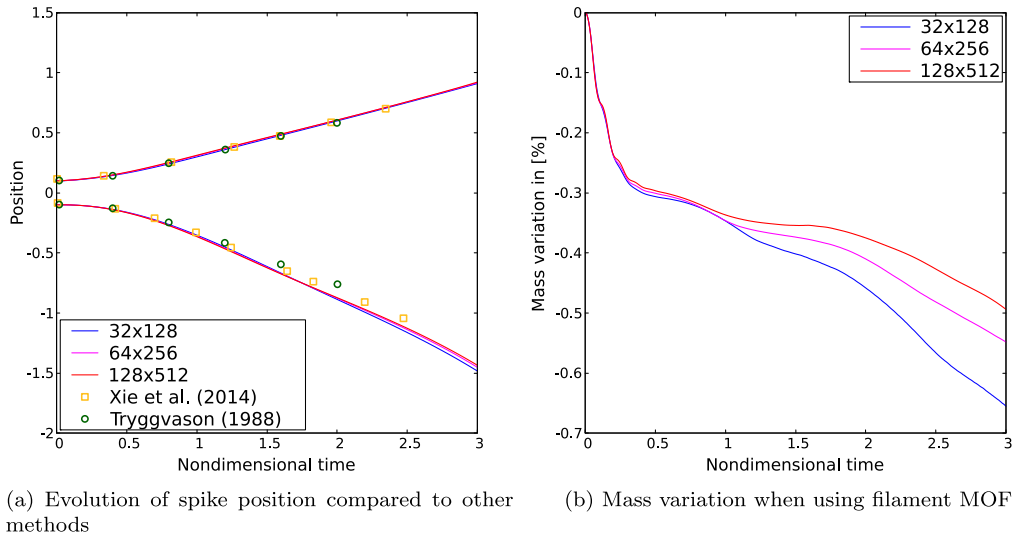 1.5
1
0.5
0
-0.5
-1
-1.5
-2
Position
0
0.5
1
1.5
2
2.5
3
Nondimensional time
32x128
64x256
128x512
Xie et al. (2014)
Tryggvason (1988)
(a) Evolution of spike position compared to other
methods
0
-0.1
-0.2
-0.3
-0.4
-0.5
-0.6
-0.7
Mass variation in [%]
0
0.5
1
1.5
2
2.5
3
Nondimensional time
32x128
64x256
128x512
(b) Mass variation when using filament MOF